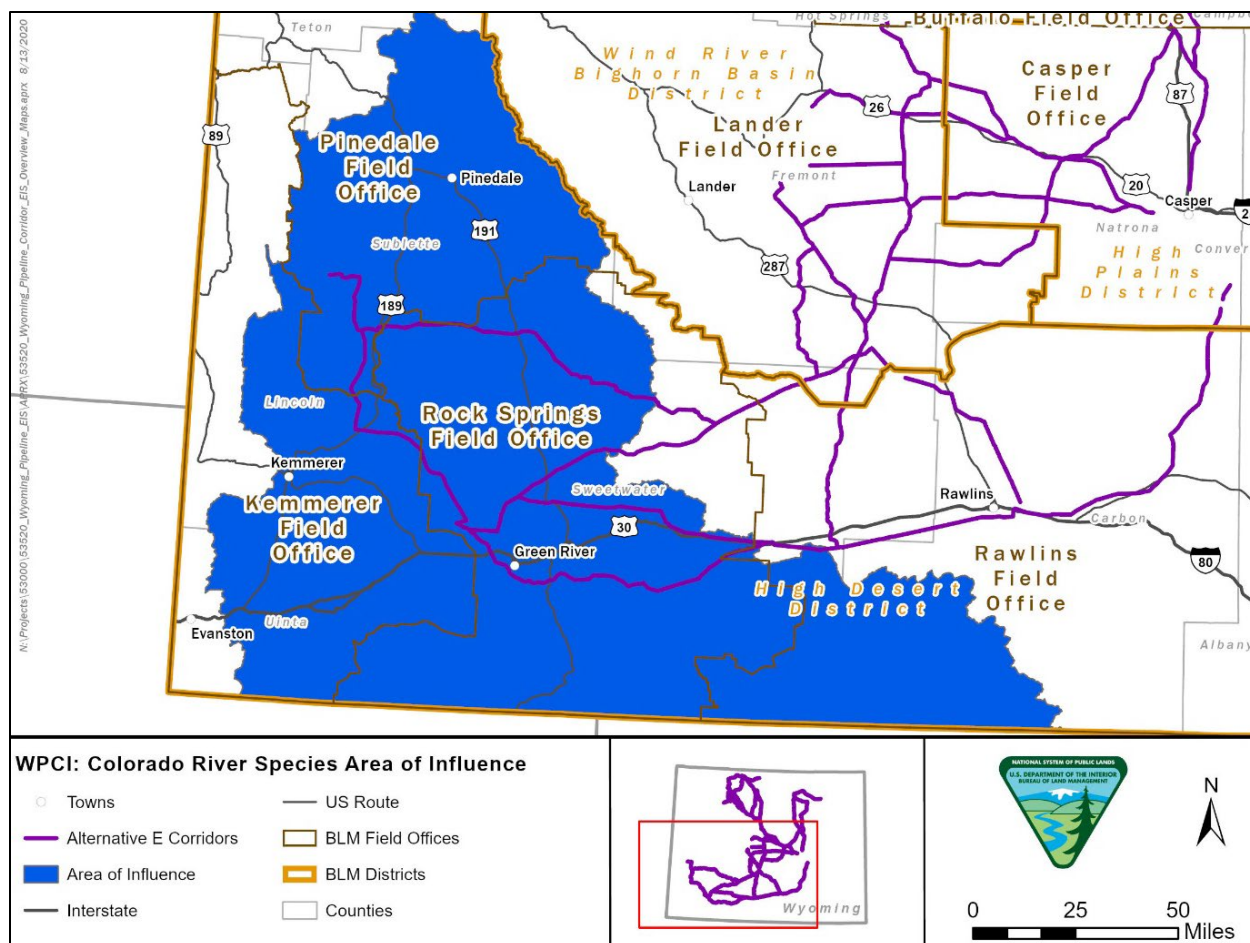 N:\Projects\53000\53520_Wyoming_Pipeline_EIS\APRX\53520_Wyoming_Pipeline_Corridor_EIS_Overview_Maps.aprx 8/13/2020
Teton
Hot Springs
Buffalo Field Office
Wind River
Bighorn Basin
District
Casper
Field
Office
87
89
26
Pinedale
Field
Office
Lander
Field Office
Pinedale
Fremont
Lander
20
Casper
Sublette
191
Natrona
287
High
Plains
District
189
Lincoln
Rock Springs
Field Office
Kemmerer
Kemmerer
Field
Office
Sweetwater
Rawlins
30
Carbon
Green River
Rawlins
Field
Office
80
High Desert
District
Uinta
Evanston
Albany
WPCI: Colorado River Species Area of Influence
Towns
Alternative E Corridors
Area of Influence
Interstate
US Route
BLM Field Offices
BLM Districts
Counties
Wyoming
NATIONAL SYSTEM OF PUBLIC LANDS
U.S. DEPARTMENT OF THE INTERIOR
BUREAU OF LAND MANAGEMENT
N
0 25 50
Miles